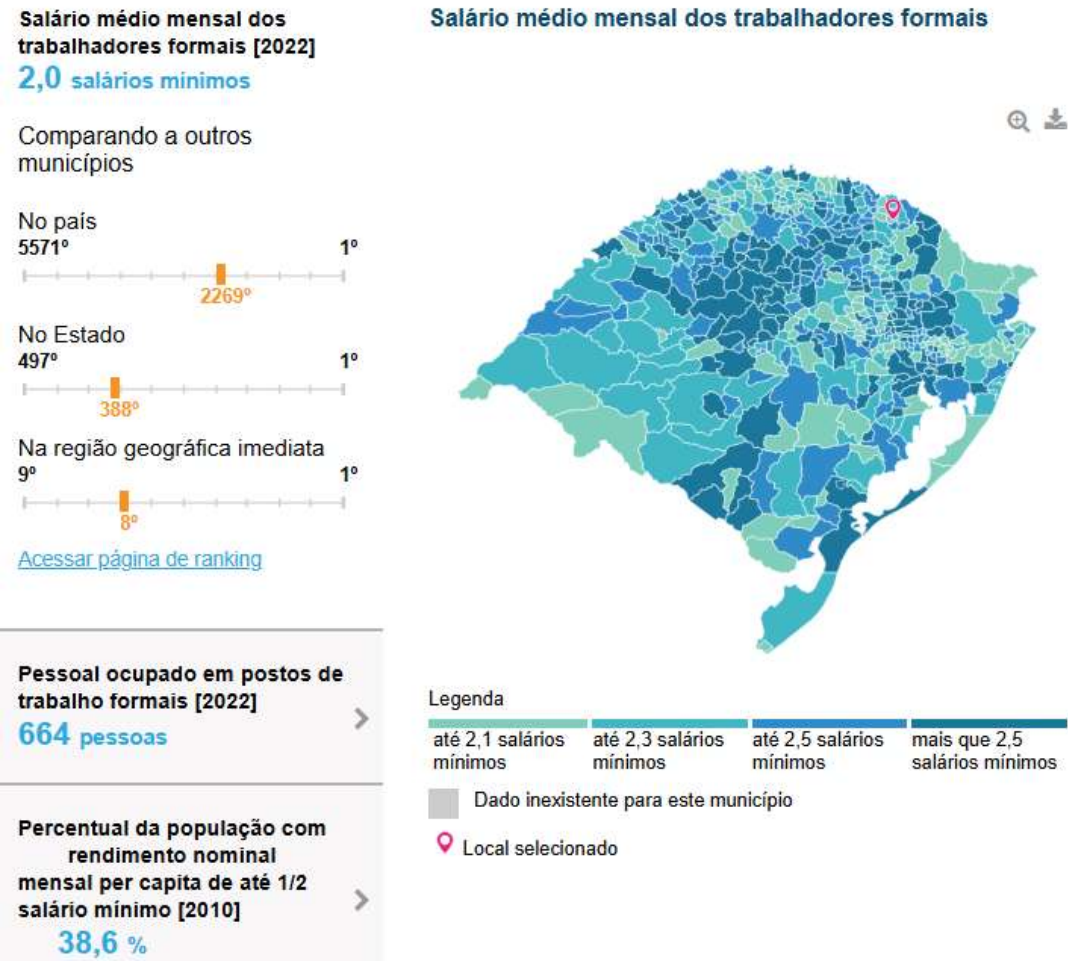 Salário médio mensal dos
trabalhadores formais [2022]
2,0 salários mínimos
Comparando a outros
municípios
No país
5571º 1º
2269º
No Estado
497º 1º
388º
Na região geográfica imediata
9º 1º
8º
Acessar página de ranking
Pessoal ocupado em postos de
trabalho formais [2022]
664 pessoas
Percentual da população com
rendimento nominal
mensal per capita de até 1/2
salário mínimo [2010]
38,6 %
Salário médio mensal dos trabalhadores formais
Legenda
até 2,1 salários
mínimos
até 2,3 salários
mínimos
até 2,5 salários
mínimos
mais que 2,5
salários mínimos
Dado inexistente para este município
Local selecionado